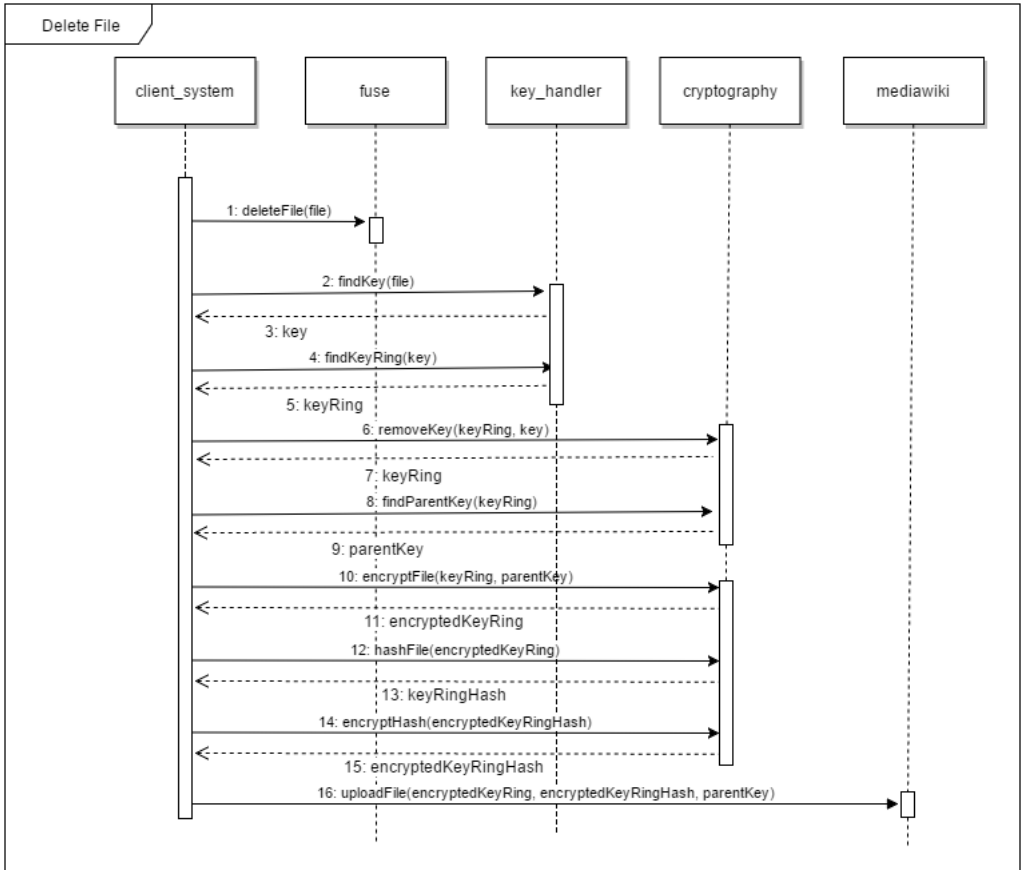 Delete File
client_system
fuse
key_handler
cryptography
mediawiki
1: deleteFile(file)
2: findKey(file)
3: key
4: findKeyRing(key)
5: keyRing
6: removeKey(keyRing, key)
7: keyRing
8: findParentKey(keyRing)
9: parentKey
10: encryptFile(keyRing, parentKey)
11: encryptedKeyRing
12: hashFile(encryptedKeyRing)
13: keyRingHash
14: encryptHash(encryptedKeyRingHash)
15: encryptedKeyRingHash
16: uploadFile(encryptedKeyRing, encryptedKeyRingHash, parentKey)